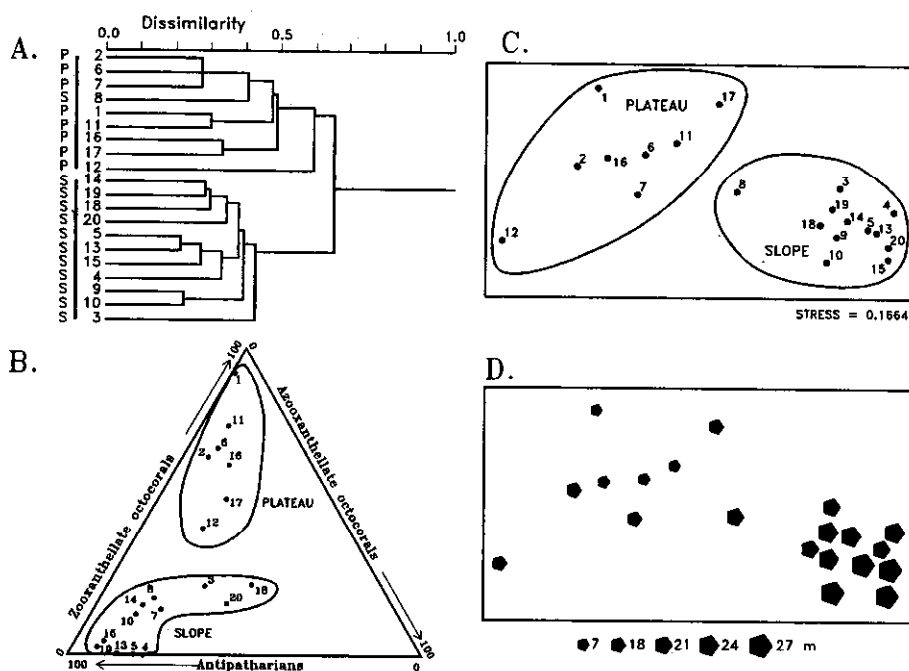 A.
Dissimilarity
0.0 0.5 1.0
P 2
P 6
P 7
S 8
P 1
P 11
P 16
P 17
P 12
S 14
S 19
S 18
S 20
S 5
S 13
S 15
S 4
S 9
S 10
S 3
B.
100 0
Zooxanthellate octocorals
Azooxanthellate octocorals
1
11
6
2
16
17
PLATEAU
12
3
18
8
14
20
10
7
SLOPE
16
19 13 5 4
0 100
100 0
Antipatharians
C.
1
PLATEAU
17
11
6
16
2
7
8
3
4
19
14
5
13
18
9
20
10
15
SLOPE
12
STRESS = 0.1664
D.
7 18 21 24 27 m